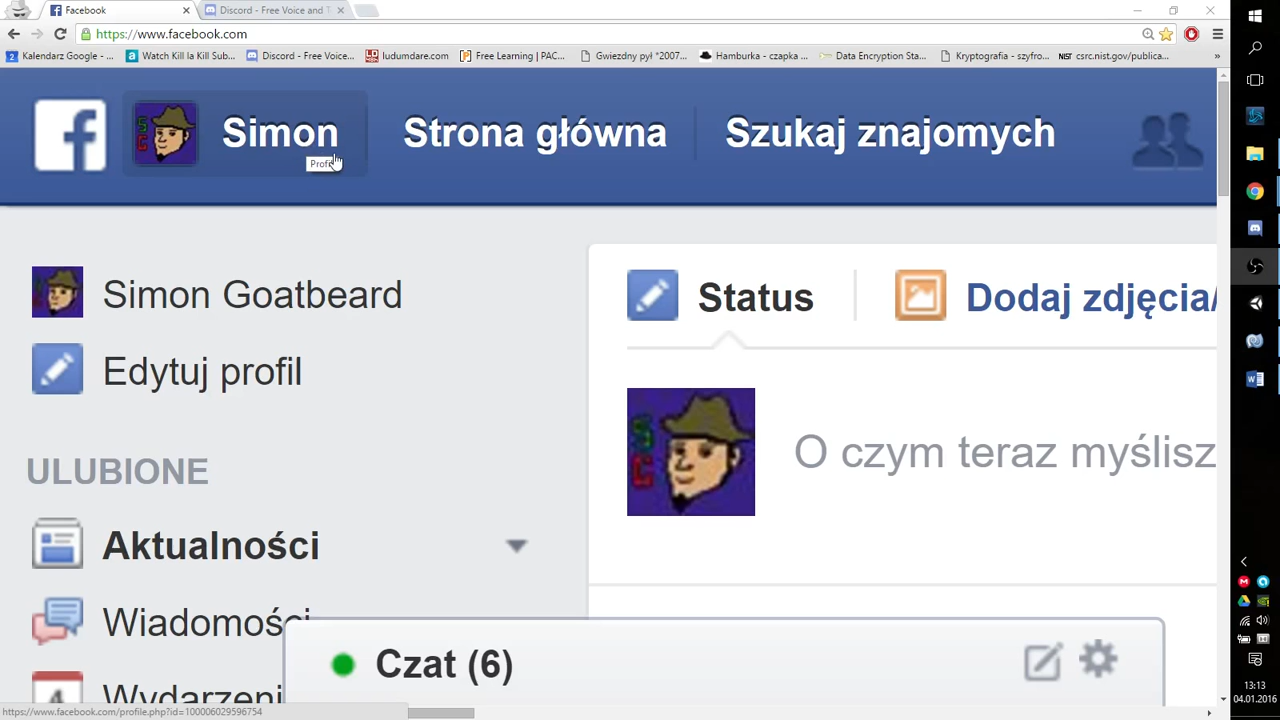 Facebook
Discord - Free Voice and T
https://www.facebook.com
Kalendarz Google - ...
Watch Kill la Kill Sub...
Discord - Free Voice...
ludumdare.com
Free Learning | PAC...
Gwiezdny pył *2007...
Hamburka - czapka ...
Data Encryption Sta...
Kryptografia - szyfro...
NIST csrc.nist.gov/publica...
Simon
Strona główna
Szukaj znajomych
Simon Goatbeard
Edytuj profil
ULUBIONE
Aktualności
Wiadomości
Wydarzeni
Status
Dodaj zdjęcia/
O czym teraz myślisz
Czat (6)
https://www.facebook.com/profile.php?id=100006029596754
13:13
04.01.2016